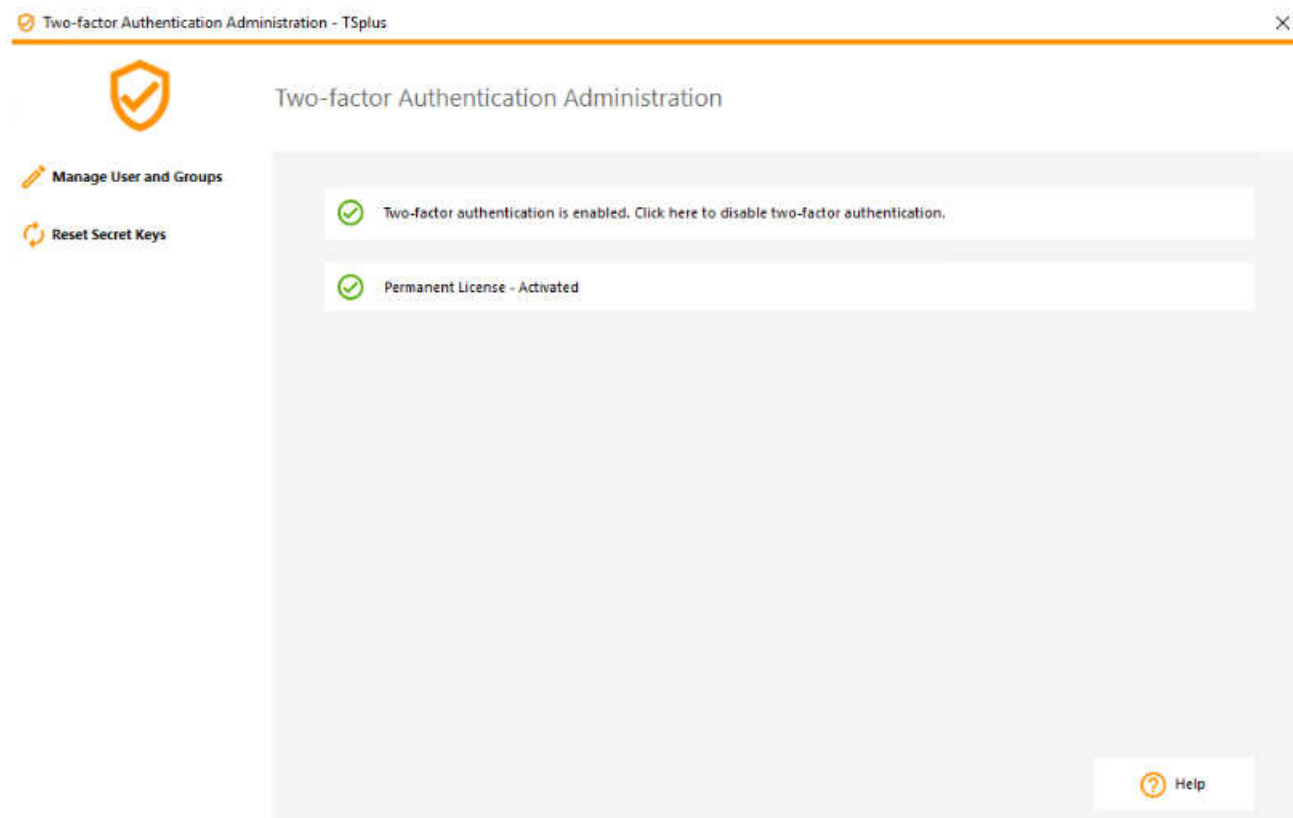 Two-factor Authentication Administration - TSplus
Two-factor Authentication Administration
Manage User and Groups
Reset Secret Keys
Two-factor authentication is enabled. Click here to disable two-factor authentication.
Permanent License - Activated
Help